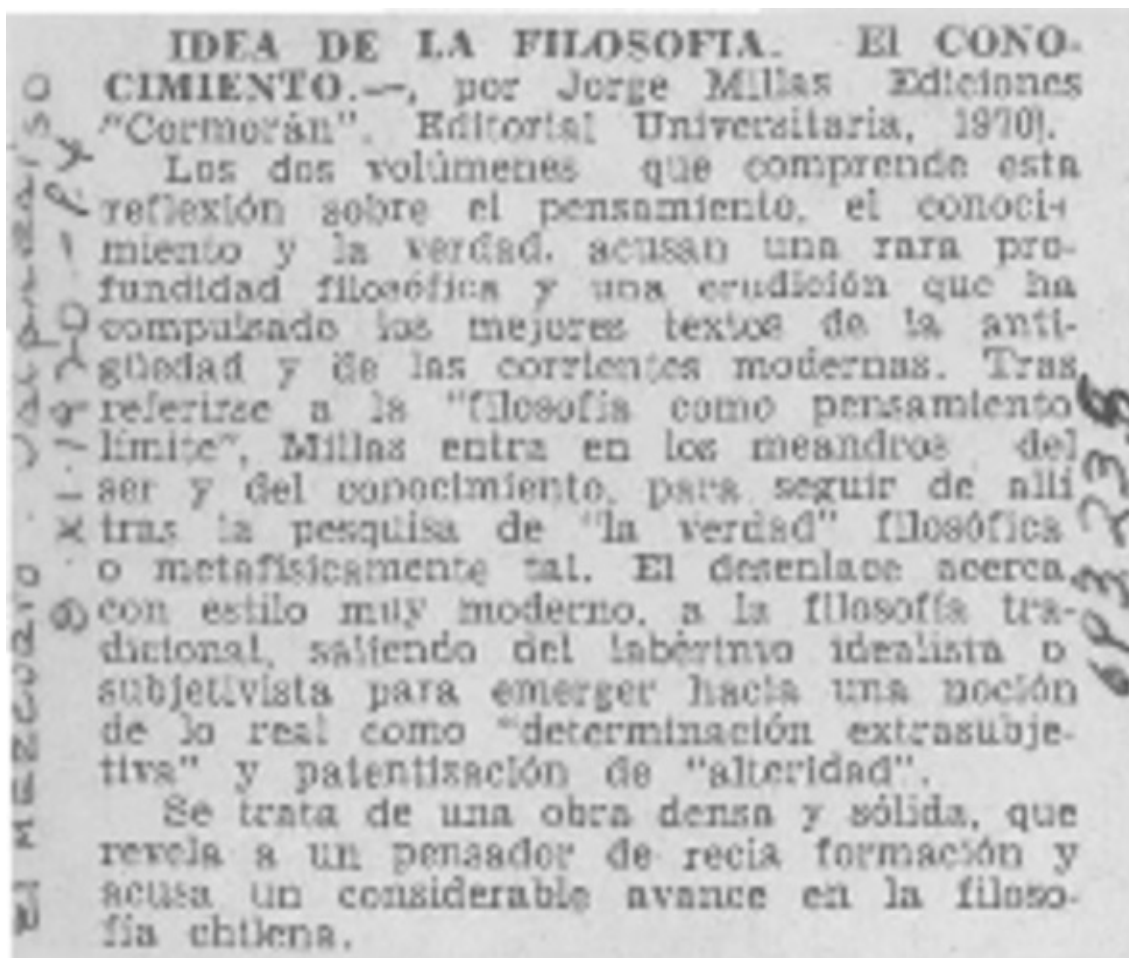 IDEA DE LA FILOSOFIA. El CONO-
CIMIENTO.—, por Jorge Millas Ediciones
"Cormorán". Editorial Universitaria, 1970).
Los dos volúmenes que comprende esta
reflexión sobre el pensamiento, el conoci-
miento y la verdad, acusan una rara pro-
fundidad filosófica y una erudición que ha
compulsado los mejores textos de la anti-
güedad y de las corrientes modernas. Tras
referirse a la "filosofía como pensamiento
límite", Millas entra en los meandros del
ser y del conocimiento, para seguir de allí
tras la pesquisa de "la verdad" filosófica
o metafísicamente tal. El desenlace acerca,
con estilo muy moderno, a la filosofía tra-
dicional, saliendo del laberinto idealista o
subjetivista para emerger hacia una noción
de lo real como "determinación extrasubje-
tiva" y patentización de "alteridad".
Se trata de una obra densa y sólida, que
revela a un pensador de recia formación y
acusa un considerable avance en la filoso-
fía chilena.
El MERCURIO. Valparaíso